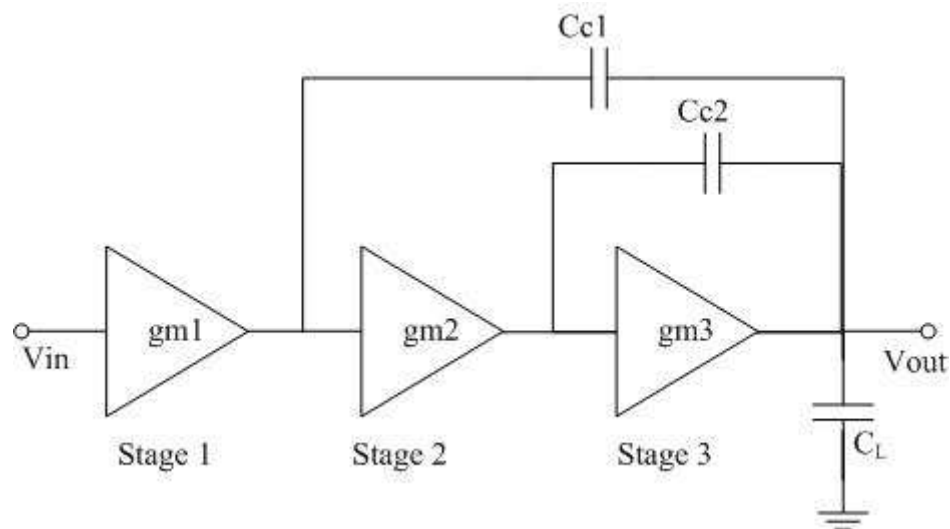 Cc1
Cc2
gm1
gm2
gm3
Vin
Vout
Stage 1
Stage 2
Stage 3
CL